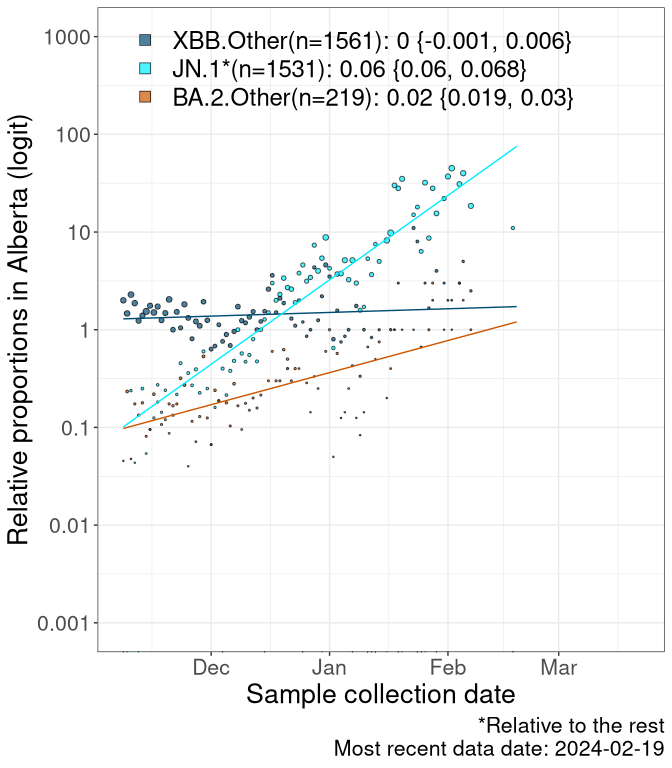 Relative proportions in Alberta (logit)
1000
100
10
1
0.1
0.01
0.001
XBB.Other(n=1561): 0 {-0.001, 0.006}
JN.1*(n=1531): 0.06 {0.06, 0.068}
BA.2.Other(n=219): 0.02 {0.019, 0.03}
Dec Jan Feb Mar
Sample collection date
*Relative to the rest
Most recent data date: 2024-02-19